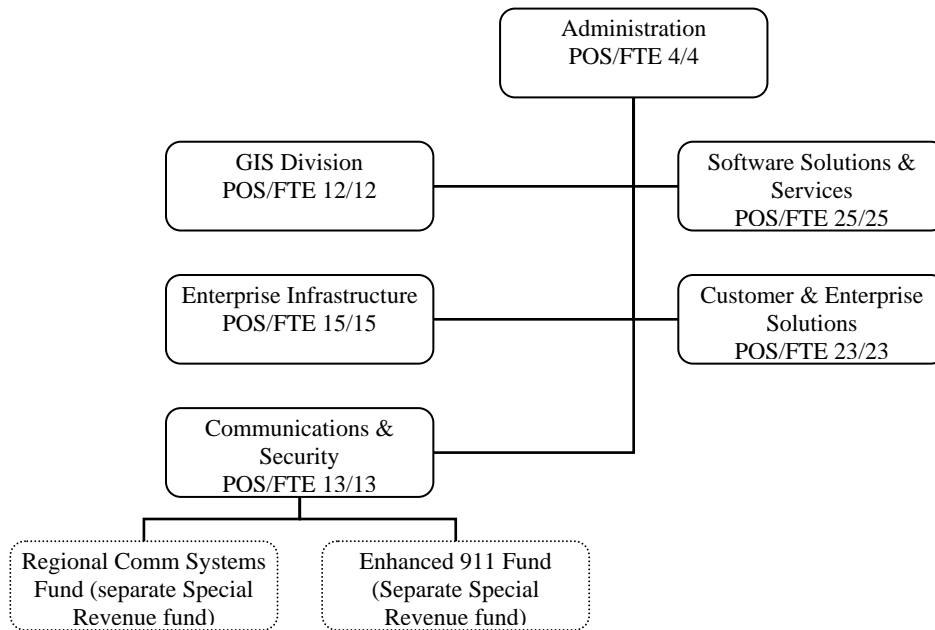 Administration
POS/FTE 4/4
GIS Division
POS/FTE 12/12
Software Solutions &
Services
POS/FTE 25/25
Enterprise Infrastructure
POS/FTE 15/15
Customer & Enterprise
Solutions
POS/FTE 23/23
Communications &
Security
POS/FTE 13/13
Regional Comm Systems
Fund (separate Special
Revenue fund)
Enhanced 911 Fund
(Separate Special
Revenue fund)